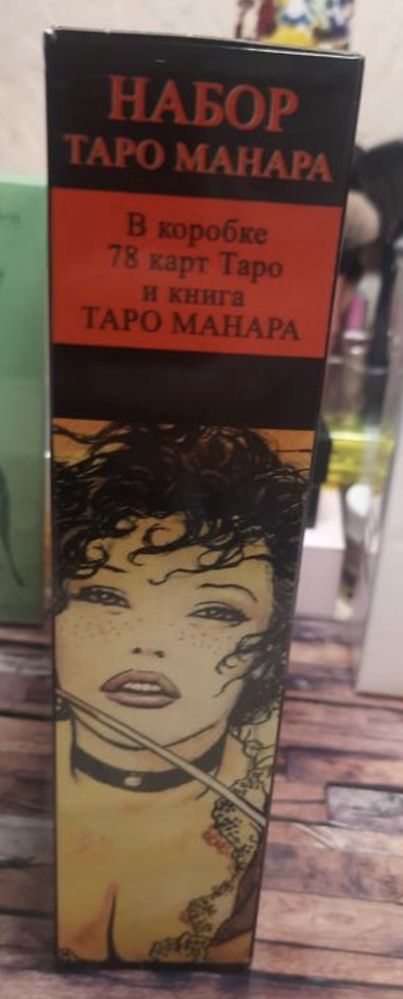 НАБОР
ТАРО МАНАРА
В коробке
78 карт Таро
и книга
ТАРО МАНАРА